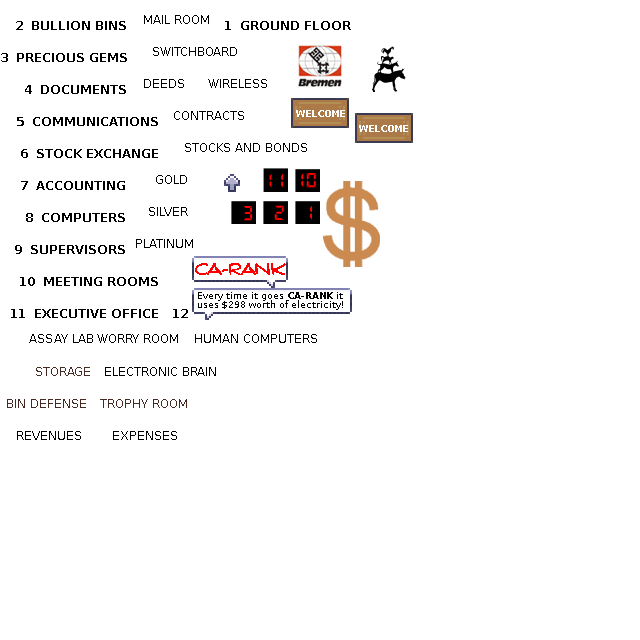 2 BULLION BINS MAIL ROOM 1 GROUND FLOOR
3 PRECIOUS GEMS SWITCHBOARD
Bremen
4 DOCUMENTS DEEDS WIRELESS
5 COMMUNICATIONS CONTRACTS WELCOME
WELCOME
6 STOCK EXCHANGE STOCKS AND BONDS
7 ACCOUNTING GOLD 11 10
8 COMPUTERS SILVER 3 2 1
$
9 SUPERVISORS PLATINUM
CA-RANK
10 MEETING ROOMS
Every time it goes CA-RANK it
uses $298 worth of electricity!
11 EXECUTIVE OFFICE 12
ASSAY LAB WORRY ROOM HUMAN COMPUTERS
STORAGE ELECTRONIC BRAIN
BIN DEFENSE TROPHY ROOM
REVENUES EXPENSES